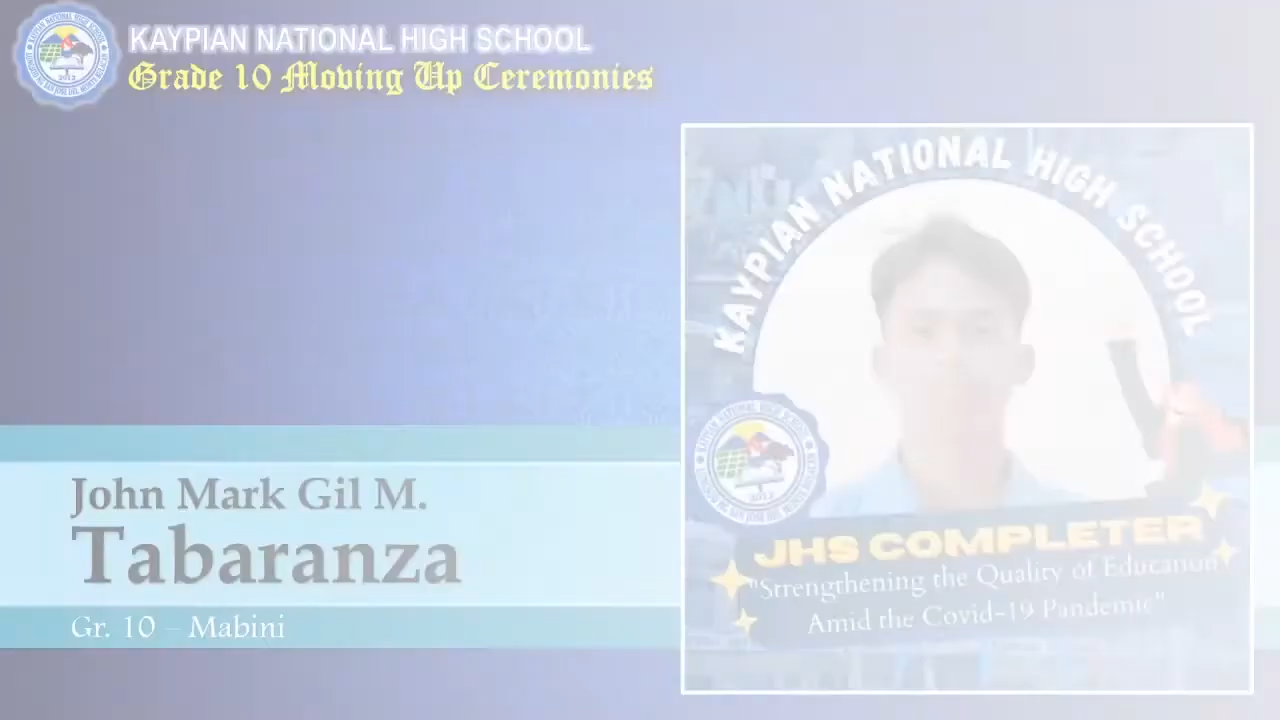 KAYPIAN NATIONAL HIGH SCHOOL
Grade 10 Moving Up Ceremonies
KAYPIAN NATIONAL HIGH SCHOOL
John Mark Gil M.
Tabaranza
Gr. 10 – Mabini
JHS COMPLETER
"Strengthening the Quality of Education
Amid the Covid-19 Pandemic"